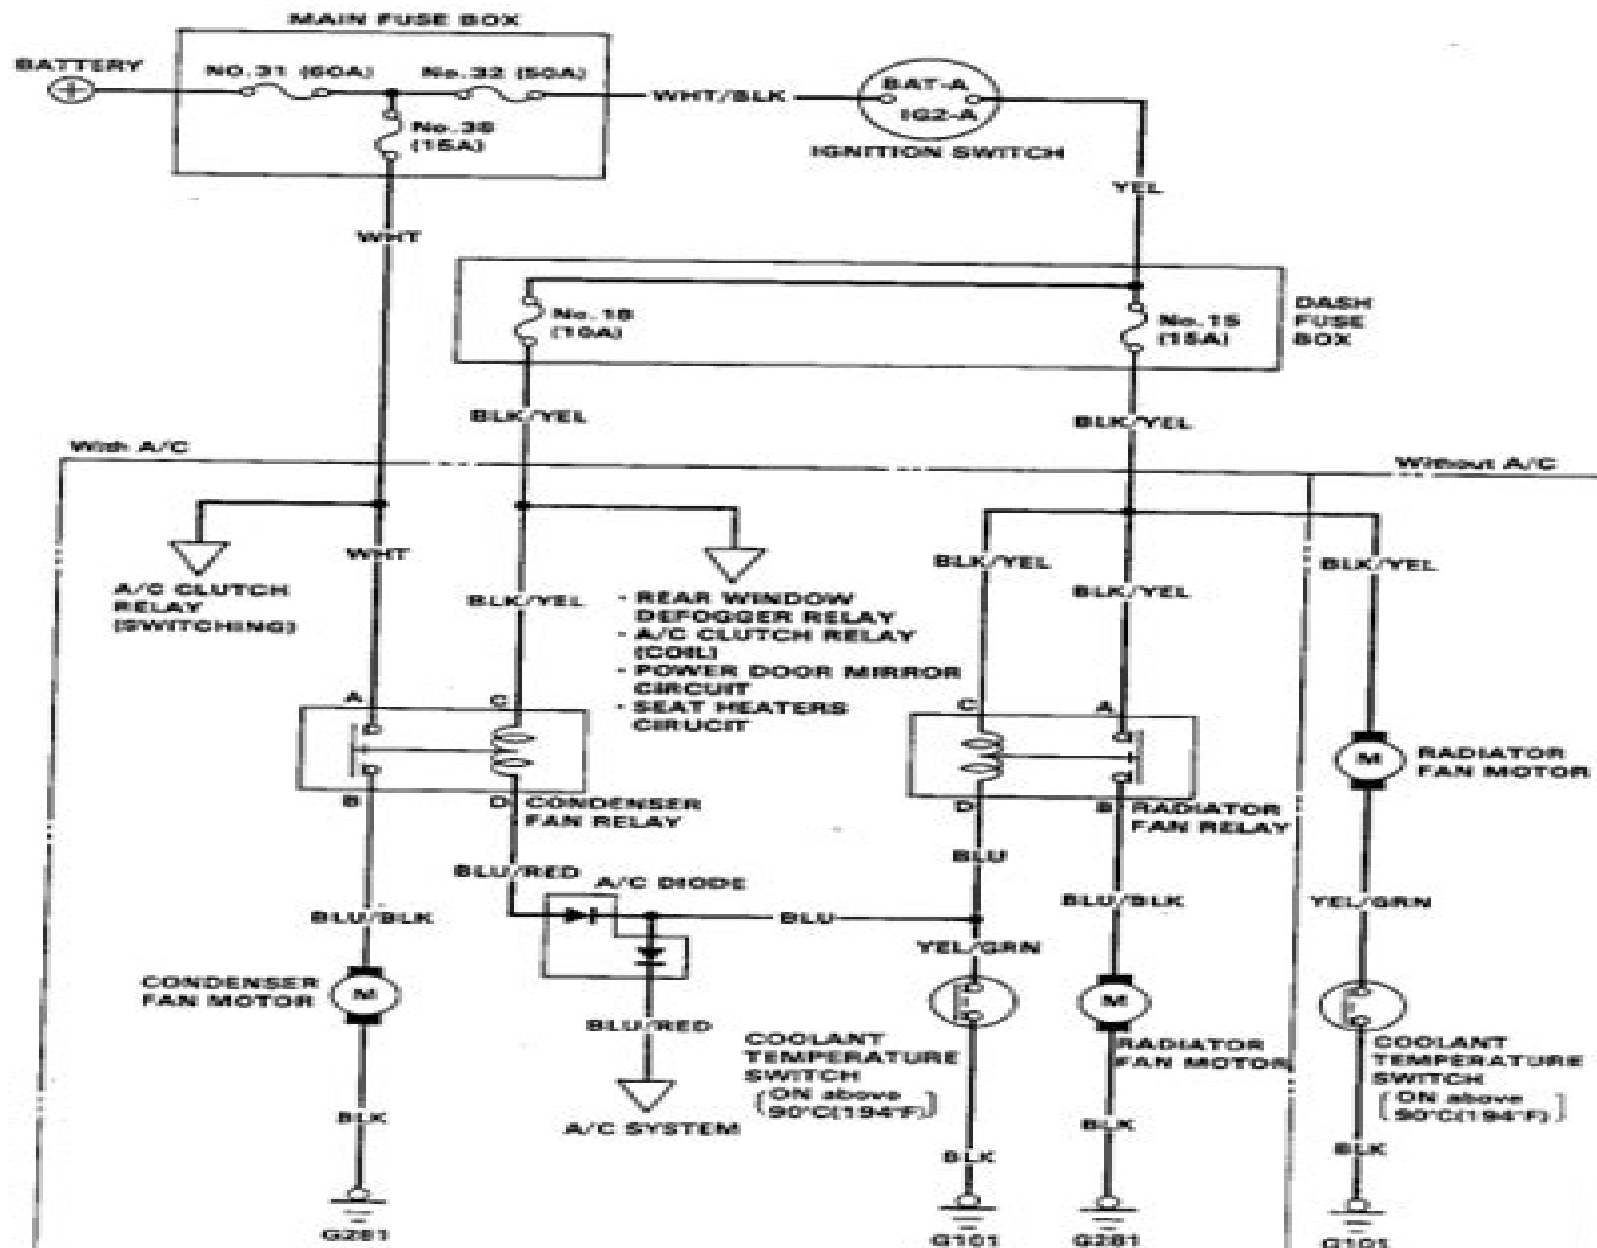 MAIN FUSE BOX
BATTERY
NO.31 (60A)
No.32 (50A)
WHT/BLK
BAT-A
IG2-A
IGNITION SWITCH
(15A)
YEL
WHT
DASH
FUSE
BOX
No.18
(10A)
No.15
(15A)
BLK/YEL
BLK/YEL
With A/C
Without A/C
WHT
BLK/YEL
BLK/YEL
BLK/YEL
BLK/YEL
A/C CLUTCH
RELAY
(SWITCHING)
- REAR WINDOW
DEFOGGER RELAY
- A/C CLUTCH RELAY
(COIL)
- POWER DOOR MIRROR
CIRCUIT
- SEAT HEATERS
CIRUCIT
A
C
C
A
B
D
CONDENSER
FAN RELAY
D
B
RADIATOR
FAN RELAY
M
RADIATOR
FAN MOTOR
BLU/RED
A/C DIODE
BLU
BLU/BLK
BLU/BLK
YEL/GRN
BLU
YEL/GRN
CONDENSER
FAN MOTOR
M
M
BLU/RED
A/C SYSTEM
COOLANT
TEMPERATURE
SWITCH
[ON above
90°C(194°F)]
RADIATOR
FAN MOTOR
COOLANT
TEMPERATURE
SWITCH
[ON above
90°C(194°F)]
BLK
BLK
BLK
BLK
G281
G101
G281
G101